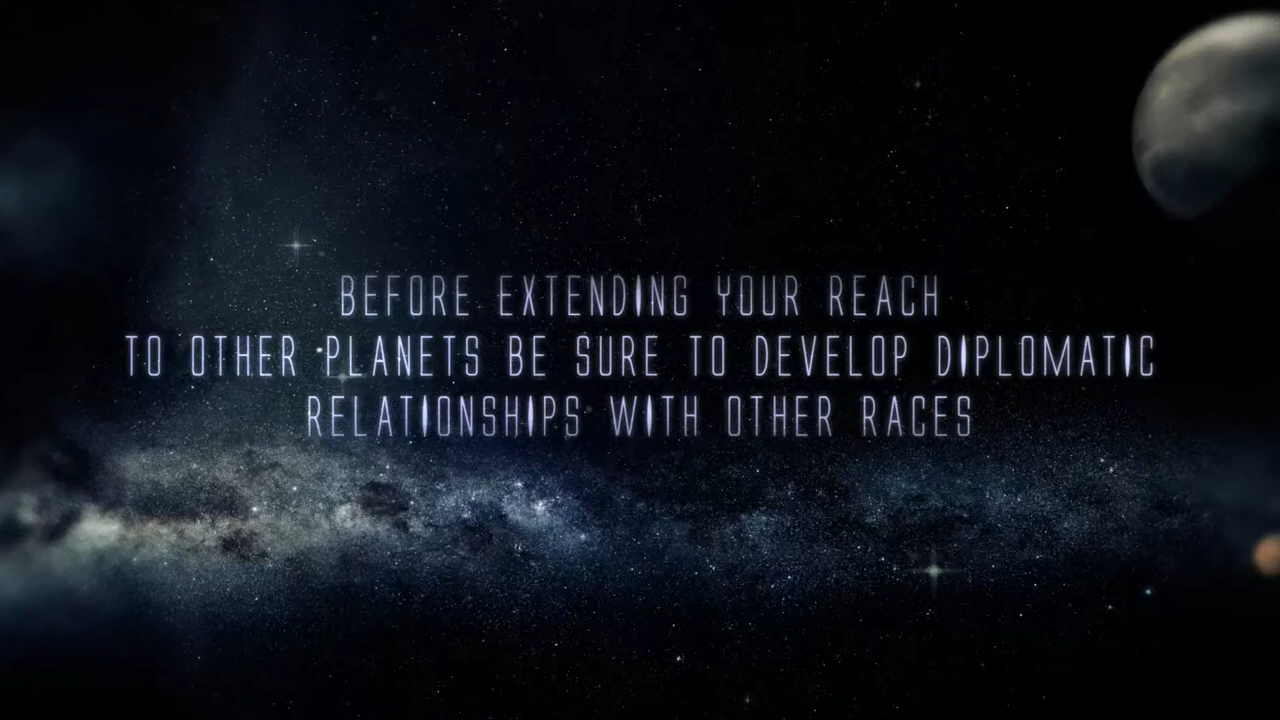 BEFORE EXTENDING YOUR REACH
TO OTHER PLANETS BE SURE TO DEVELOP DIPLOMATIC
RELATIONSHIPS WITH OTHER RACES